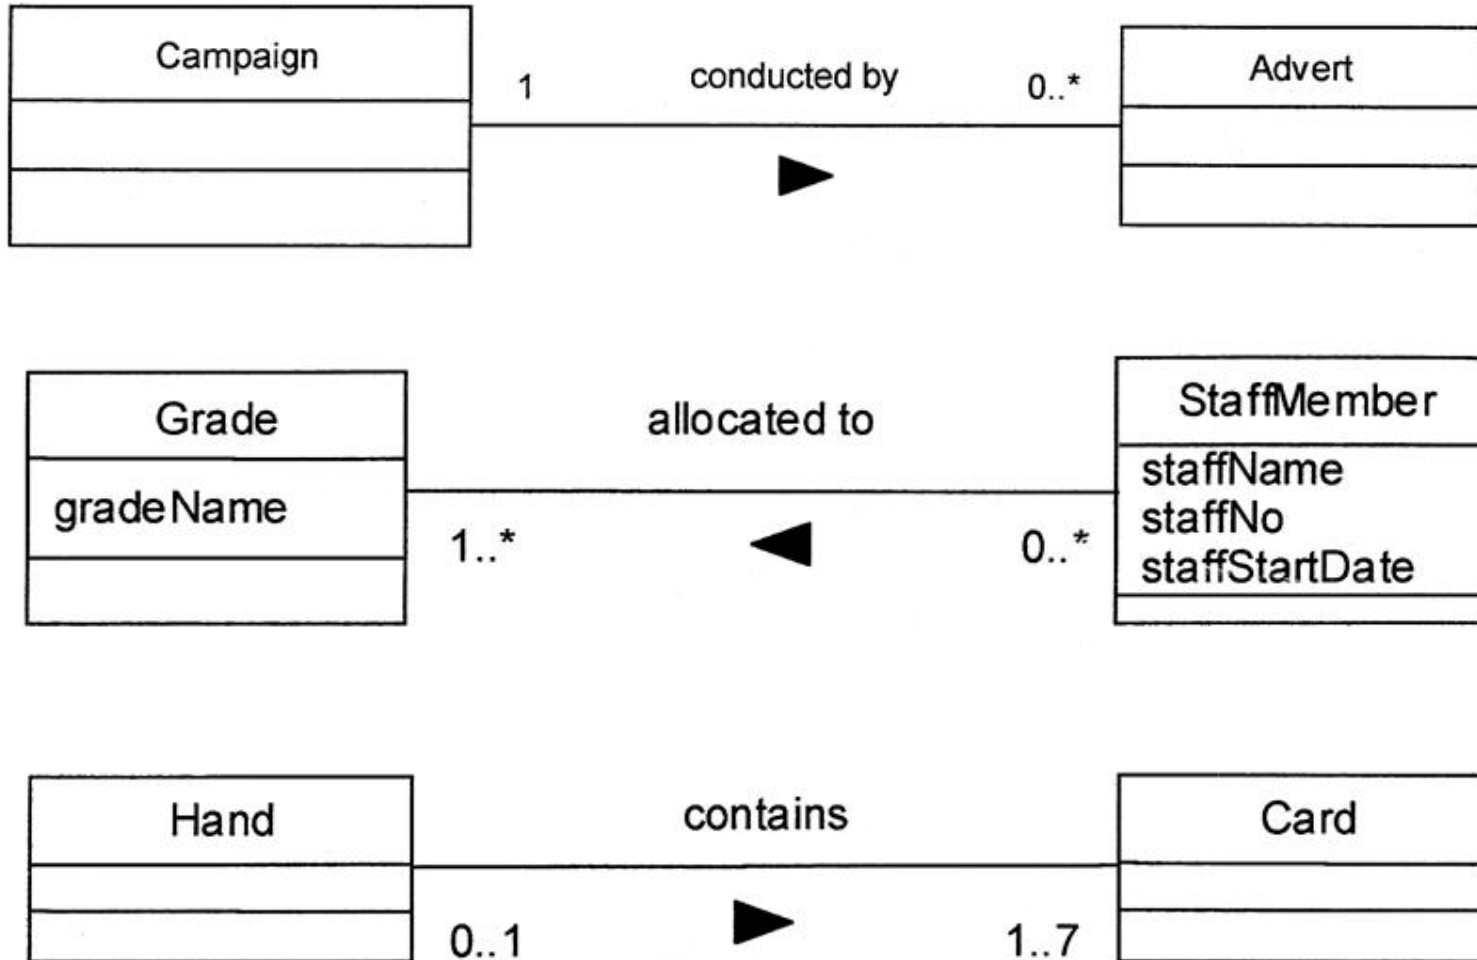 Campaign
1
conducted by
0..*
Advert
Grade
gradeName
allocated to
1..*
0..*
StaffMember
staffName
staffNo
staffStartDate
Hand
contains
Card
0..1
1..7